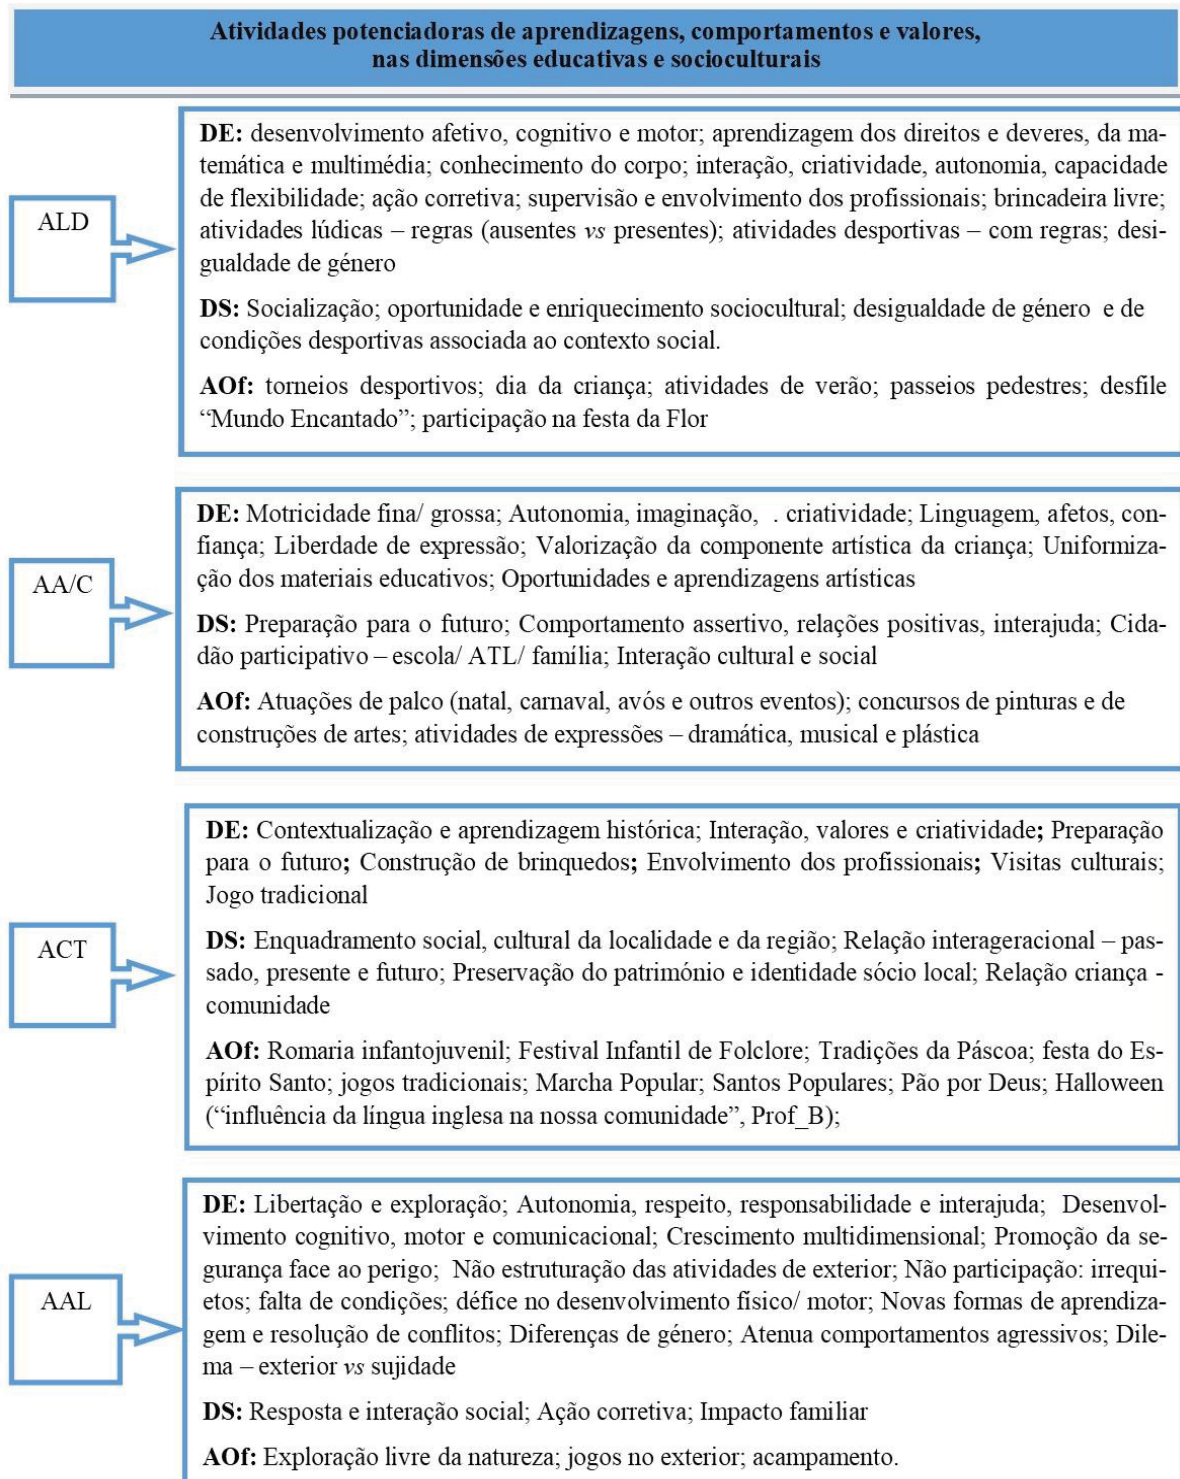 Atividades potenciadoras de aprendizagens, comportamentos e valores,
nas dimensões educativas e socioculturais
ALD
DE: desenvolvimento afetivo, cognitivo e motor; aprendizagem dos direitos e deveres, da ma-
temática e multimédia; conhecimento do corpo; interação, criatividade, autonomia, capacidade
de flexibilidade; ação corretiva; supervisão e envolvimento dos profissionais; brincadeira livre;
atividades lúdicas – regras (ausentes vs presentes); atividades desportivas – com regras; desi-
gualdade de género
DS: Socialização; oportunidade e enriquecimento sociocultural; desigualdade de género e de
condições desportivas associada ao contexto social.
AOf: torneios desportivos; dia da criança; atividades de verão; passeios pedestres; desfile
“Mundo Encantado”; participação na festa da Flor
AA/C
DE: Motricidade fina/ grossa; Autonomia, imaginação, . criatividade; Linguagem, afetos, con-
fiança; Liberdade de expressão; Valorização da componente artística da criança; Uniformiza-
ção dos materiais educativos; Oportunidades e aprendizagens artísticas
DS: Preparação para o futuro; Comportamento assertivo, relações positivas, interajuda; Cida-
dão participativo – escola/ ATL/ família; Interação cultural e social
AOf: Atuações de palco (natal, carnaval, avós e outros eventos); concursos de pinturas e de
construções de artes; atividades de expressões – dramática, musical e plástica
ACT
DE: Contextualização e aprendizagem histórica; Interação, valores e criatividade; Preparação
para o futuro; Construção de brinquedos; Envolvimento dos profissionais; Visitas culturais;
Jogo tradicional
DS: Enquadramento social, cultural da localidade e da região; Relação interageracional – pas-
sado, presente e futuro; Preservação do património e identidade sócio local; Relação criança -
comunidade
AOf: Romaria infantojuvenil; Festival Infantil de Folclore; Tradições da Páscoa; festa do Es-
pírito Santo; jogos tradicionais; Marcha Popular; Santos Populares; Pão por Deus; Halloween
(“influência da língua inglesa na nossa comunidade”, Prof_B);
AAL
DE: Libertação e exploração; Autonomia, respeito, responsabilidade e interajuda; Desenvol-
vimento cognitivo, motor e comunicacional; Crescimento multidimensional; Promoção da se-
gurança face ao perigo; Não estruturação das atividades de exterior; Não participação: irrequi-
etos; falta de condições; défice no desenvolvimento físico/ motor; Novas formas de aprendiza-
gem e resolução de conflitos; Diferenças de género; Atenua comportamentos agressivos; Dile-
ma – exterior vs sujidade
DS: Resposta e interação social; Ação corretiva; Impacto familiar
AOf: Exploração livre da natureza; jogos no exterior; acampamento.